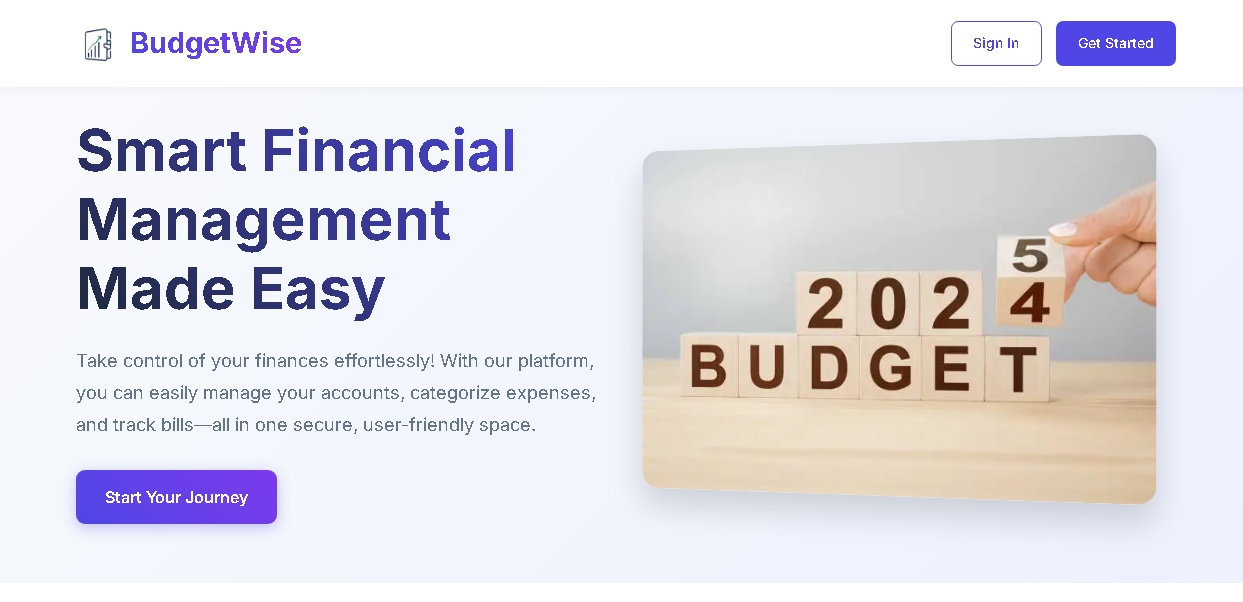 BudgetWise
Sign In
Get Started
Smart Financial
Management
Made Easy
Take control of your finances effortlessly! With our platform,
you can easily manage your accounts, categorize expenses,
and track bills—all in one secure, user-friendly space.
Start Your Journey
5
202 4
BUDGET